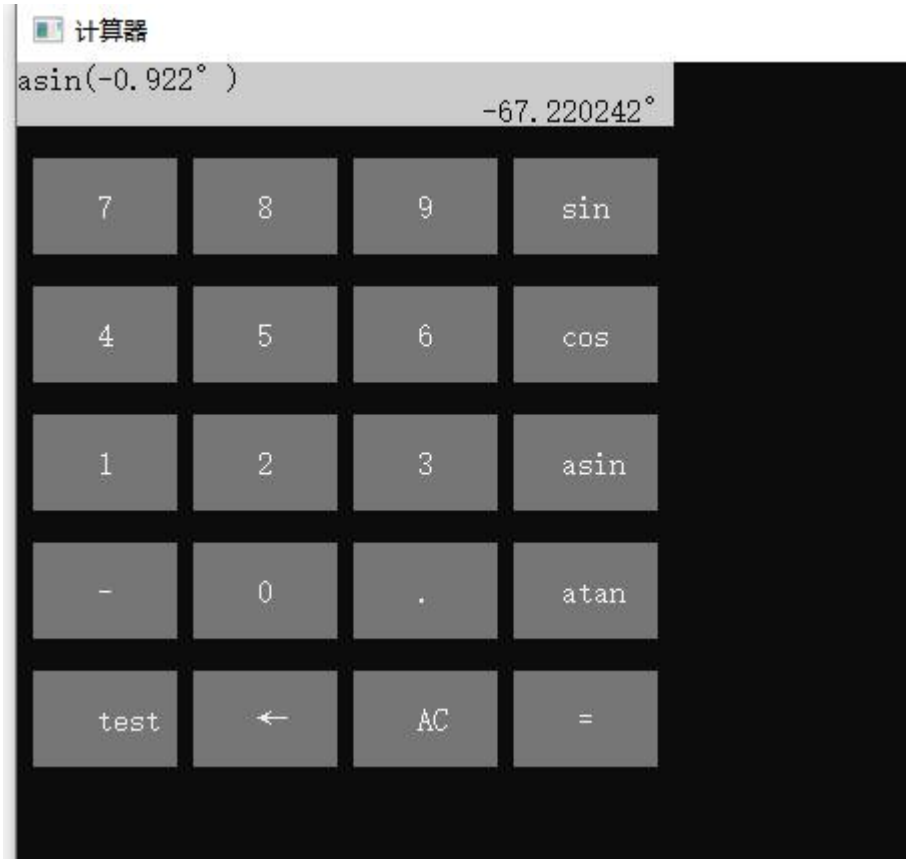 计算器
asin(-0.922°)
-67.220242°
7 8 9 sin
4 5 6 cos
1 2 3 asin
- 0 . atan
test ← AC =